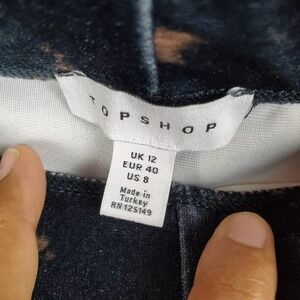 TOPSHOP
UK 12
EUR 40
US 8
Made in
Turkey
RN 125149